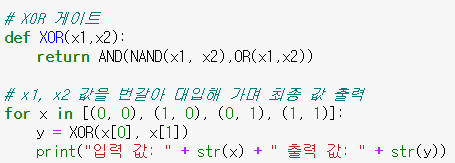 # XOR 게이트
def XOR(x1,x2):
    return AND(NAND(x1, x2),OR(x1,x2))

# x1, x2 값을 번갈아 대입해 가며 최종 값 출력
for x in [(0, 0), (1, 0), (0, 1), (1, 1)]:
    y = XOR(x[0], x[1])
    print("입력 값: " + str(x) + " 출력 값: " + str(y))